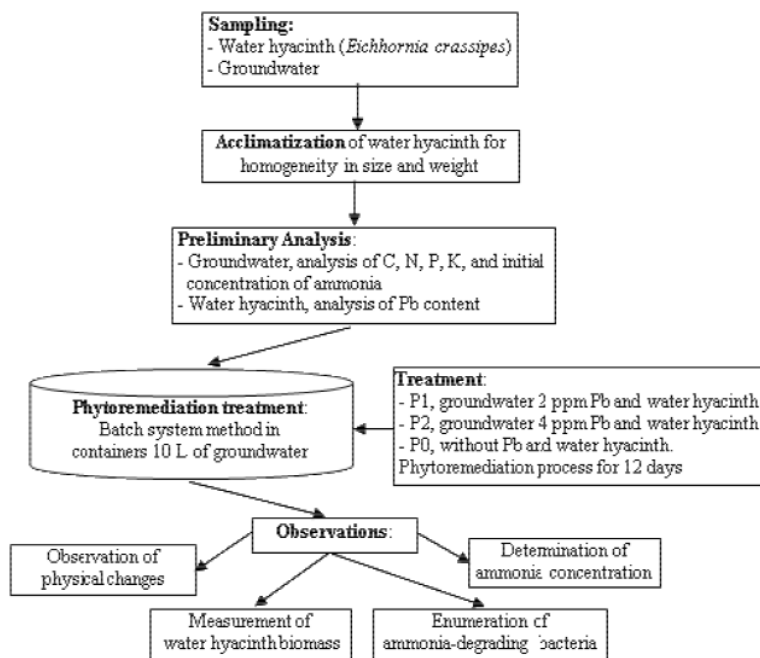 Sampling:
- Water hyacinth (Eichhornia crassipes)
- Groundwater
Acclimatization of water hyacinth for
homogeneity in size and weight
Preliminary Analysis:
- Groundwater, analysis of C, N, P, K, and initial
concentration of ammonia
- Water hyacinth, analysis of Pb content
Phytoremediation treatment:
Batch system method in
containers 10 L of groundwater
Treatment:
- P1, groundwater 2 ppm Pb and water hyacinth
- P2, groundwater 4 ppm Pb and water hyacinth
- P0, without Pb and water hyacinth.
Phytoremediation process for 12 days
Observations:
Observation of
physical changes
Determination of
ammonia concentration
Measurement of
water hyacinth biomass
Enumeration of
ammonia-degrading bacteria